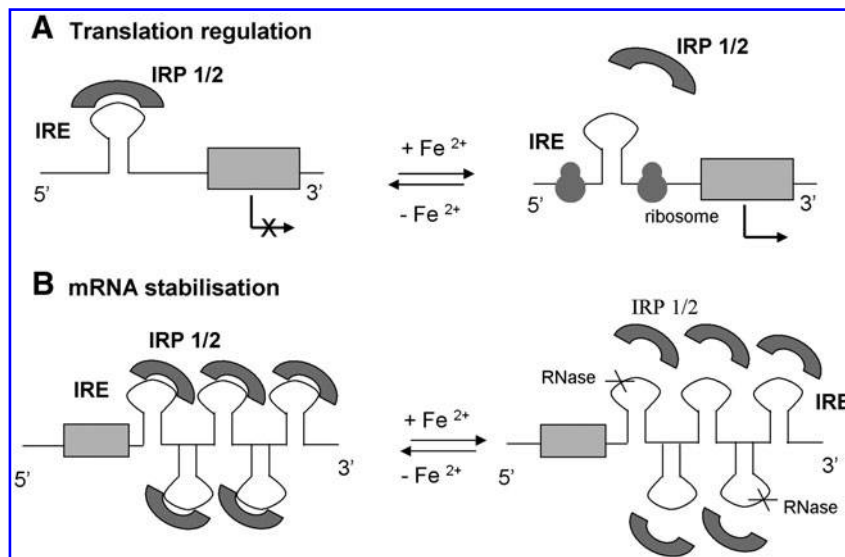 A Translation regulation
IRP 1/2
IRE
5'
3'
X
+ Fe 2+
- Fe 2+
IRP 1/2
IRE
5'
ribosome
3'
B mRNA stabilisation
IRP 1/2
IRE
5'
3'
+ Fe 2+
- Fe 2+
IRP 1/2
RNase
IRE
5'
3'
RNase